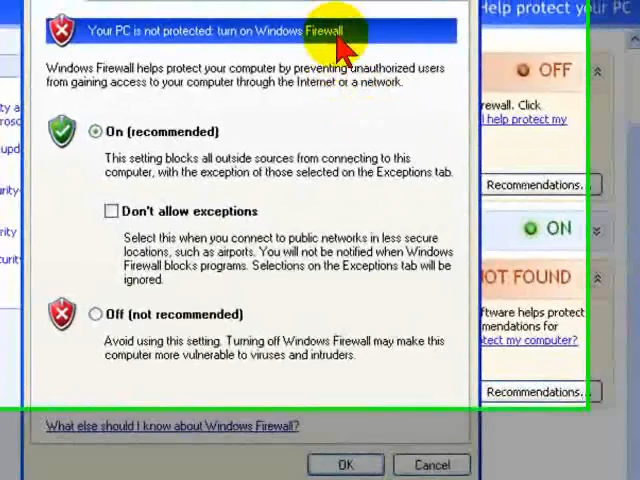 Help protect your PC
Your PC is not protected: turn on Windows Firewall
Windows Firewall helps protect your computer by preventing unauthorized users
from gaining access to your computer through the Internet or a network.
On (recommended)
This setting blocks all outside sources from connecting to this
computer, with the exception of those selected on the Exceptions tab.
Don't allow exceptions
Select this when you connect to public networks in less secure
locations, such as airports. You will not be notified when Windows
Firewall blocks programs. Selections on the Exceptions tab will be
ignored.
Off (not recommended)
Avoid using this setting. Turning off Windows Firewall may make this
computer more vulnerable to viruses and intruders.
What else should I know about Windows Firewall?
OK
Cancel
OFF
rewall. Click
help protect my
Recommendations...
ON
NOT FOUND
software helps protect
mendations for
tect my computer?
Recommendations...